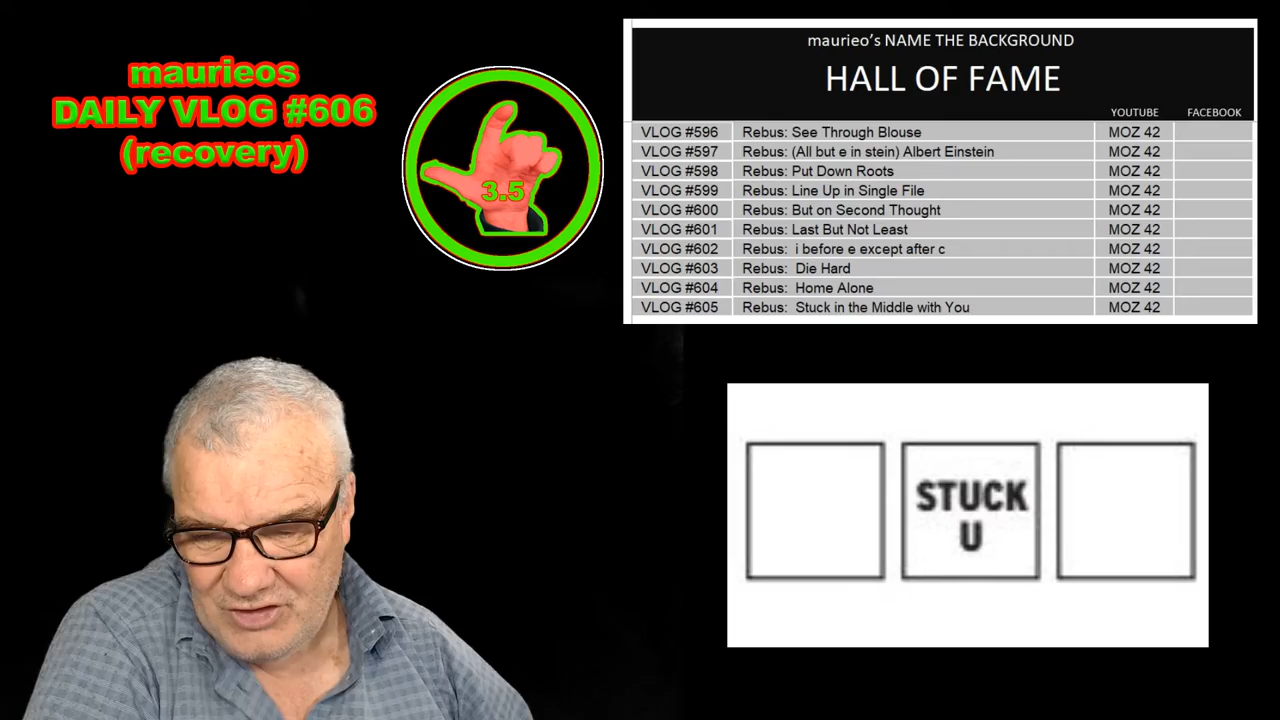 maurieos
DAILY VLOG #606
(recovery)
3.5
maurieo's NAME THE BACKGROUND
HALL OF FAME
YOUTUBE FACEBOOK
VLOG #596 Rebus: See Through Blouse MOZ 42
VLOG #597 Rebus: (All but e in stein) Albert Einstein MOZ 42
VLOG #598 Rebus: Put Down Roots MOZ 42
VLOG #599 Rebus: Line Up in Single File MOZ 42
VLOG #600 Rebus: But on Second Thought MOZ 42
VLOG #601 Rebus: Last But Not Least MOZ 42
VLOG #602 Rebus: i before e except after c MOZ 42
VLOG #603 Rebus: Die Hard MOZ 42
VLOG #604 Rebus: Home Alone MOZ 42
VLOG #605 Rebus: Stuck in the Middle with You MOZ 42
STUCK
U